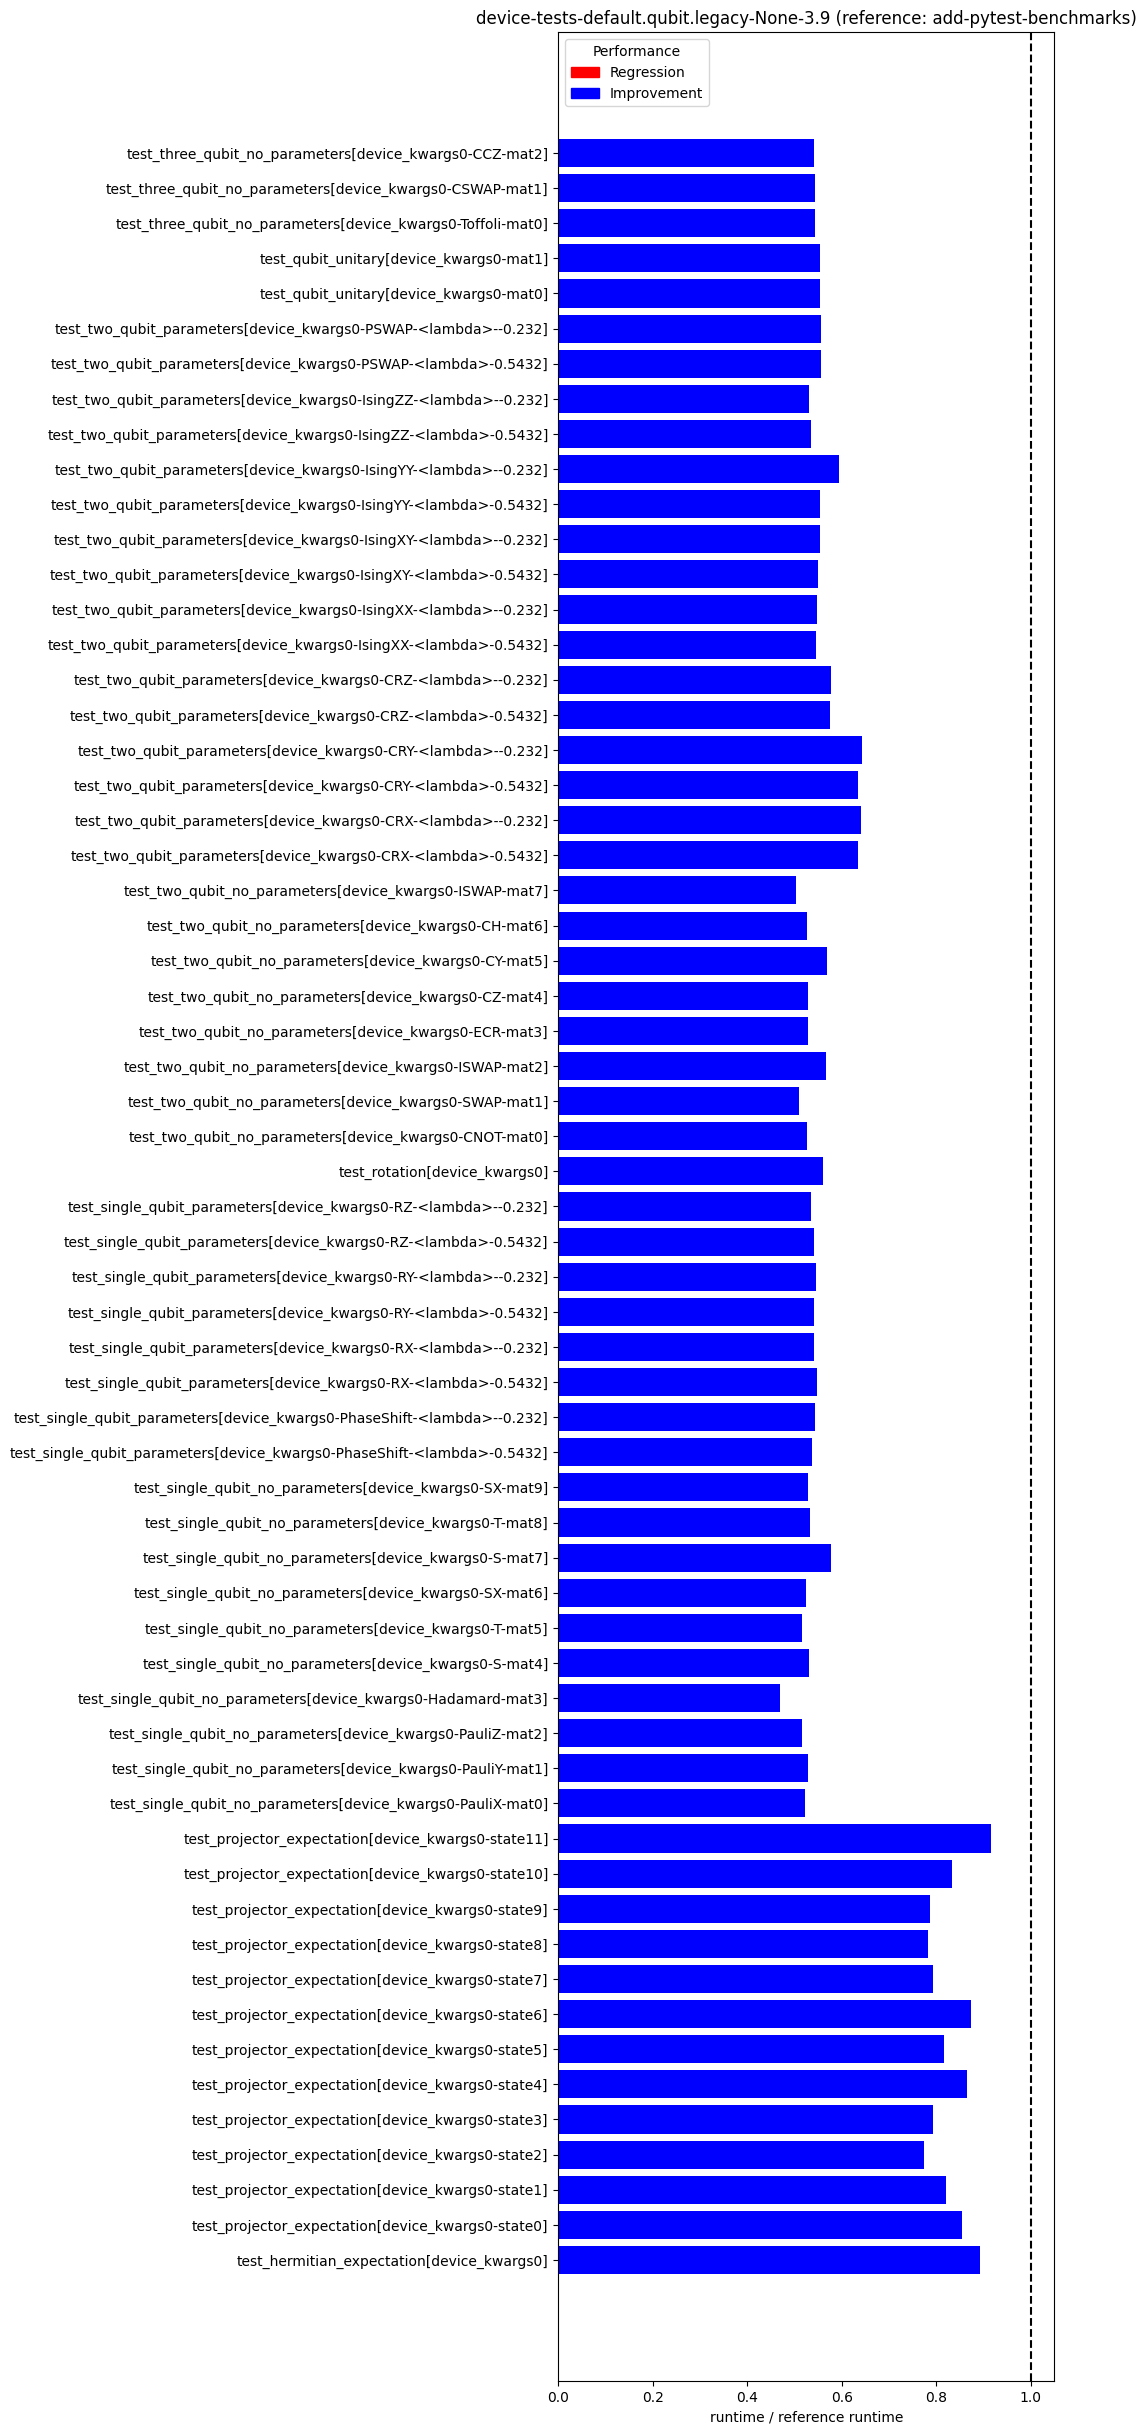 device-tests-default.qubit.legacy-None-3.9 (reference: add-pytest-benchmarks)
Performance
Regression
Improvement
test_three_qubit_no_parameters[device_kwargs0-CCZ-mat2]
test_three_qubit_no_parameters[device_kwargs0-CSWAP-mat1]
test_three_qubit_no_parameters[device_kwargs0-Toffoli-mat0]
test_qubit_unitary[device_kwargs0-mat1]
test_qubit_unitary[device_kwargs0-mat0]
test_two_qubit_parameters[device_kwargs0-PSWAP-<lambda>--0.232]
test_two_qubit_parameters[device_kwargs0-PSWAP-<lambda>-0.5432]
test_two_qubit_parameters[device_kwargs0-IsingZZ-<lambda>--0.232]
test_two_qubit_parameters[device_kwargs0-IsingZZ-<lambda>-0.5432]
test_two_qubit_parameters[device_kwargs0-IsingYY-<lambda>--0.232]
test_two_qubit_parameters[device_kwargs0-IsingYY-<lambda>-0.5432]
test_two_qubit_parameters[device_kwargs0-IsingXY-<lambda>--0.232]
test_two_qubit_parameters[device_kwargs0-IsingXY-<lambda>-0.5432]
test_two_qubit_parameters[device_kwargs0-IsingXX-<lambda>--0.232]
test_two_qubit_parameters[device_kwargs0-IsingXX-<lambda>-0.5432]
test_two_qubit_parameters[device_kwargs0-CRZ-<lambda>--0.232]
test_two_qubit_parameters[device_kwargs0-CRZ-<lambda>-0.5432]
test_two_qubit_parameters[device_kwargs0-CRY-<lambda>--0.232]
test_two_qubit_parameters[device_kwargs0-CRY-<lambda>-0.5432]
test_two_qubit_parameters[device_kwargs0-CRX-<lambda>--0.232]
test_two_qubit_parameters[device_kwargs0-CRX-<lambda>-0.5432]
test_two_qubit_no_parameters[device_kwargs0-ISWAP-mat7]
test_two_qubit_no_parameters[device_kwargs0-CH-mat6]
test_two_qubit_no_parameters[device_kwargs0-CY-mat5]
test_two_qubit_no_parameters[device_kwargs0-CZ-mat4]
test_two_qubit_no_parameters[device_kwargs0-ECR-mat3]
test_two_qubit_no_parameters[device_kwargs0-ISWAP-mat2]
test_two_qubit_no_parameters[device_kwargs0-SWAP-mat1]
test_two_qubit_no_parameters[device_kwargs0-CNOT-mat0]
test_rotation[device_kwargs0]
test_single_qubit_parameters[device_kwargs0-RZ-<lambda>--0.232]
test_single_qubit_parameters[device_kwargs0-RZ-<lambda>-0.5432]
test_single_qubit_parameters[device_kwargs0-RY-<lambda>--0.232]
test_single_qubit_parameters[device_kwargs0-RY-<lambda>-0.5432]
test_single_qubit_parameters[device_kwargs0-RX-<lambda>--0.232]
test_single_qubit_parameters[device_kwargs0-RX-<lambda>-0.5432]
test_single_qubit_parameters[device_kwargs0-PhaseShift-<lambda>--0.232]
test_single_qubit_parameters[device_kwargs0-PhaseShift-<lambda>-0.5432]
test_single_qubit_no_parameters[device_kwargs0-SX-mat9]
test_single_qubit_no_parameters[device_kwargs0-T-mat8]
test_single_qubit_no_parameters[device_kwargs0-S-mat7]
test_single_qubit_no_parameters[device_kwargs0-SX-mat6]
test_single_qubit_no_parameters[device_kwargs0-T-mat5]
test_single_qubit_no_parameters[device_kwargs0-S-mat4]
test_single_qubit_no_parameters[device_kwargs0-Hadamard-mat3]
test_single_qubit_no_parameters[device_kwargs0-PauliZ-mat2]
test_single_qubit_no_parameters[device_kwargs0-PauliY-mat1]
test_single_qubit_no_parameters[device_kwargs0-PauliX-mat0]
test_projector_expectation[device_kwargs0-state11]
test_projector_expectation[device_kwargs0-state10]
test_projector_expectation[device_kwargs0-state9]
test_projector_expectation[device_kwargs0-state8]
test_projector_expectation[device_kwargs0-state7]
test_projector_expectation[device_kwargs0-state6]
test_projector_expectation[device_kwargs0-state5]
test_projector_expectation[device_kwargs0-state4]
test_projector_expectation[device_kwargs0-state3]
test_projector_expectation[device_kwargs0-state2]
test_projector_expectation[device_kwargs0-state1]
test_projector_expectation[device_kwargs0-state0]
test_hermitian_expectation[device_kwargs0]
0.0 0.2 0.4 0.6 0.8 1.0
runtime / reference runtime